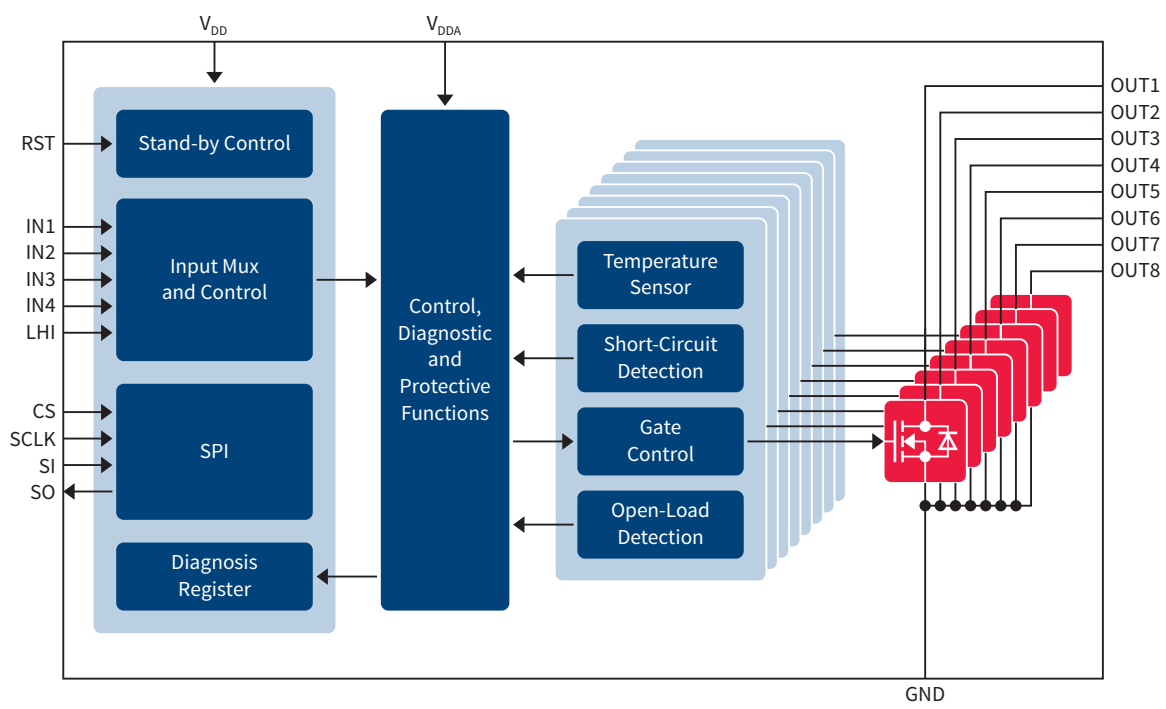 V_DD
V_DDA
RST
IN1
IN2
IN3
IN4
LHI
CS
SCLK
SI
SO
Stand-by Control
Input Mux
and Control
SPI
Diagnosis
Register
Control,
Diagnostic
and
Protective
Functions
Temperature
Sensor
Short-Circuit
Detection
Gate
Control
Open-Load
Detection
OUT1
OUT2
OUT3
OUT4
OUT5
OUT6
OUT7
OUT8
GND